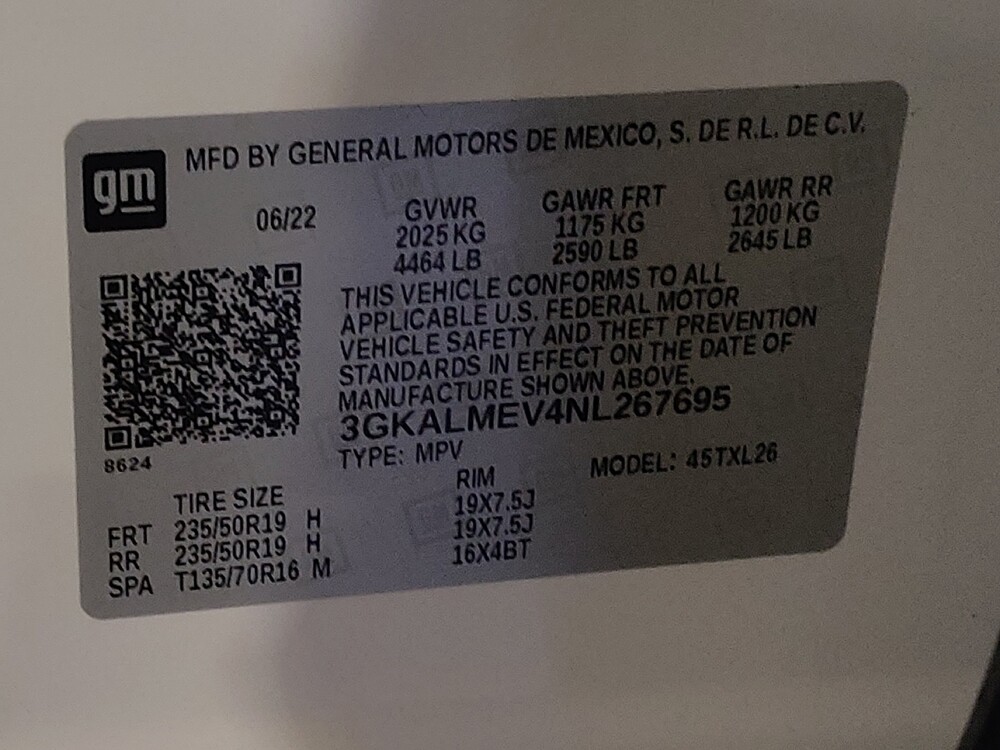 gm
MFD BY GENERAL MOTORS DE MEXICO, S. DE R.L. DE C.V.
06/22
GVWR
2025 KG
4464 LB
GAWR FRT
1175 KG
2590 LB
GAWR RR
1200 KG
2645 LB
THIS VEHICLE CONFORMS TO ALL
APPLICABLE U.S. FEDERAL MOTOR
VEHICLE SAFETY AND THEFT PREVENTION
STANDARDS IN EFFECT ON THE DATE OF
MANUFACTURE SHOWN ABOVE.
3GKALMEV4NL267695
8624
TYPE: MPV
MODEL: 45TXL26
TIRE SIZE RIM
FRT 235/50R19 H 19X7.5J
RR 235/50R19 H 19X7.5J
SPA T135/70R16 M 16X4BT